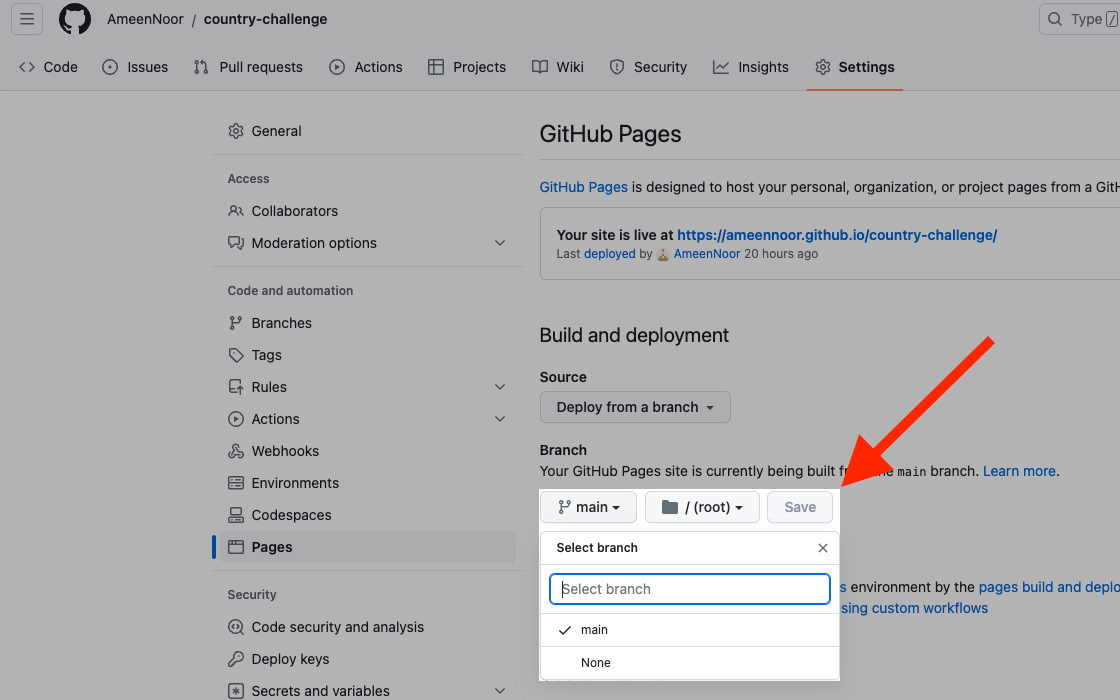 AmeenNoor / country-challenge
Type /
Code Issues Pull requests Actions Projects Wiki Security Insights Settings
General
Access
Collaborators
Moderation options
Code and automation
Branches
Tags
Rules
Actions
Webhooks
Environments
Codespaces
Pages
Security
Code security and analysis
Deploy keys
Secrets and variables
GitHub Pages
GitHub Pages is designed to host your personal, organization, or project pages from a GitH
Your site is live at https://ameennoor.github.io/country-challenge/
Last deployed by AmeenNoor 20 hours ago
Build and deployment
Source
Deploy from a branch
Branch
Your GitHub Pages site is currently being built main branch. Learn more.
main / (root) Save
Select branch
Select branch
main
None
s environment by the pages build and deplo
sing custom workflows